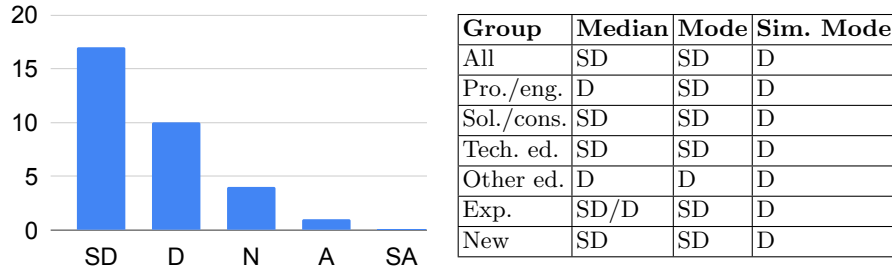 20
15
10
5
0
SD D N A SA
Group Median Mode Sim. Mode
All SD SD D
Pro./eng. D SD D
Sol./cons. SD SD D
Tech. ed. SD SD D
Other ed. D D D
Exp. SD/D SD D
New SD SD D